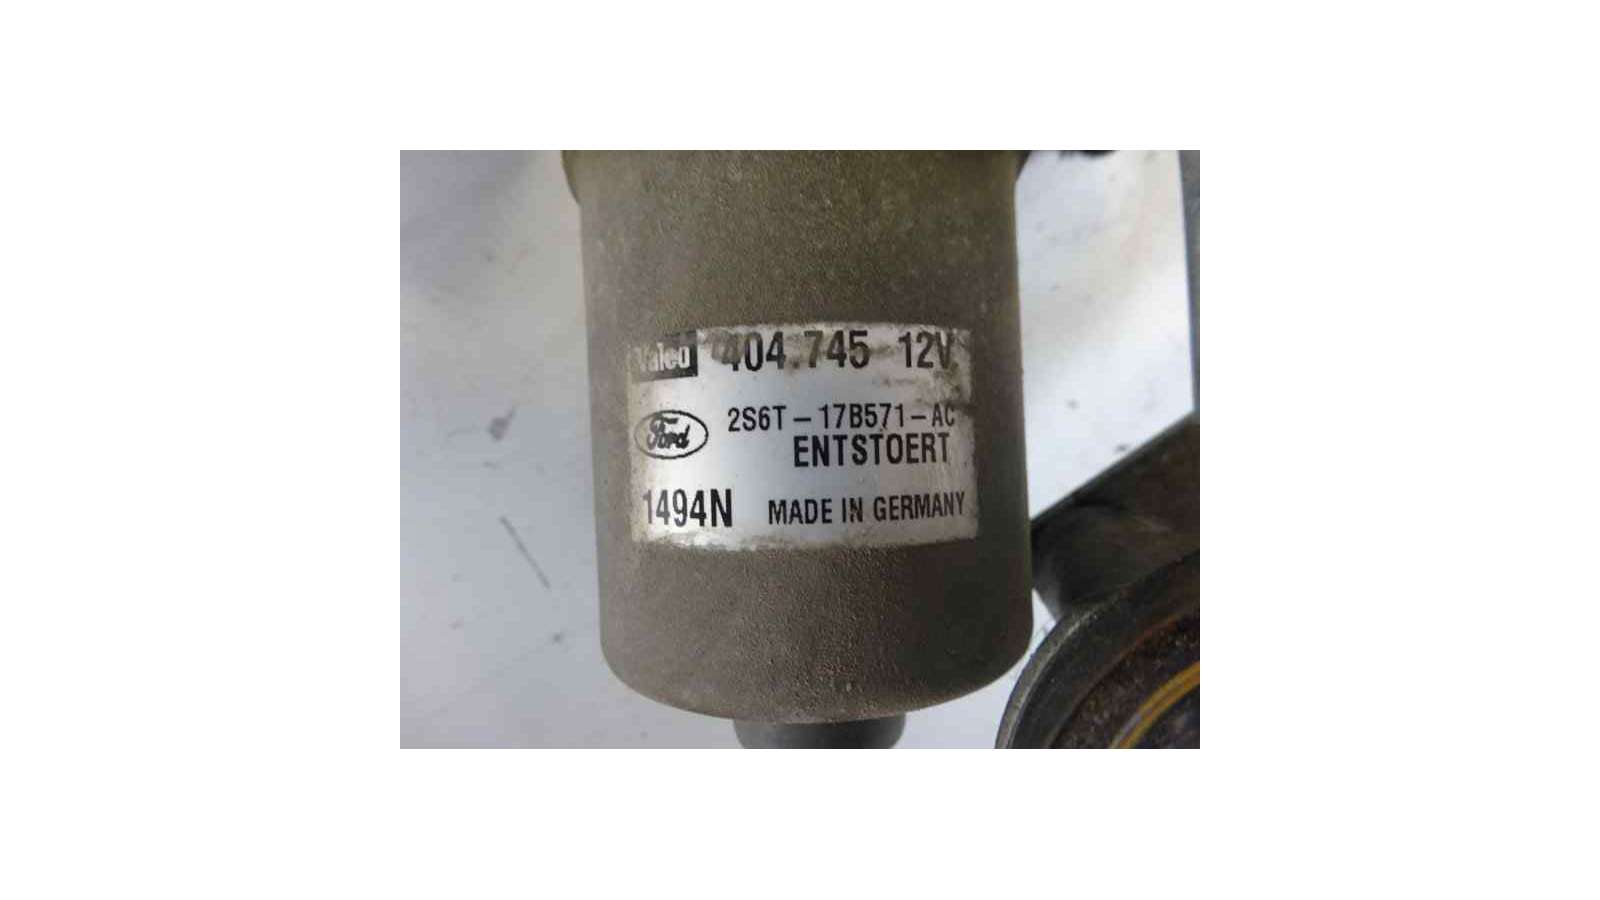 Valeo 404.745 12V
Ford 2S6T-17B571-AC
ENTSTOERT
1494N MADE IN GERMANY